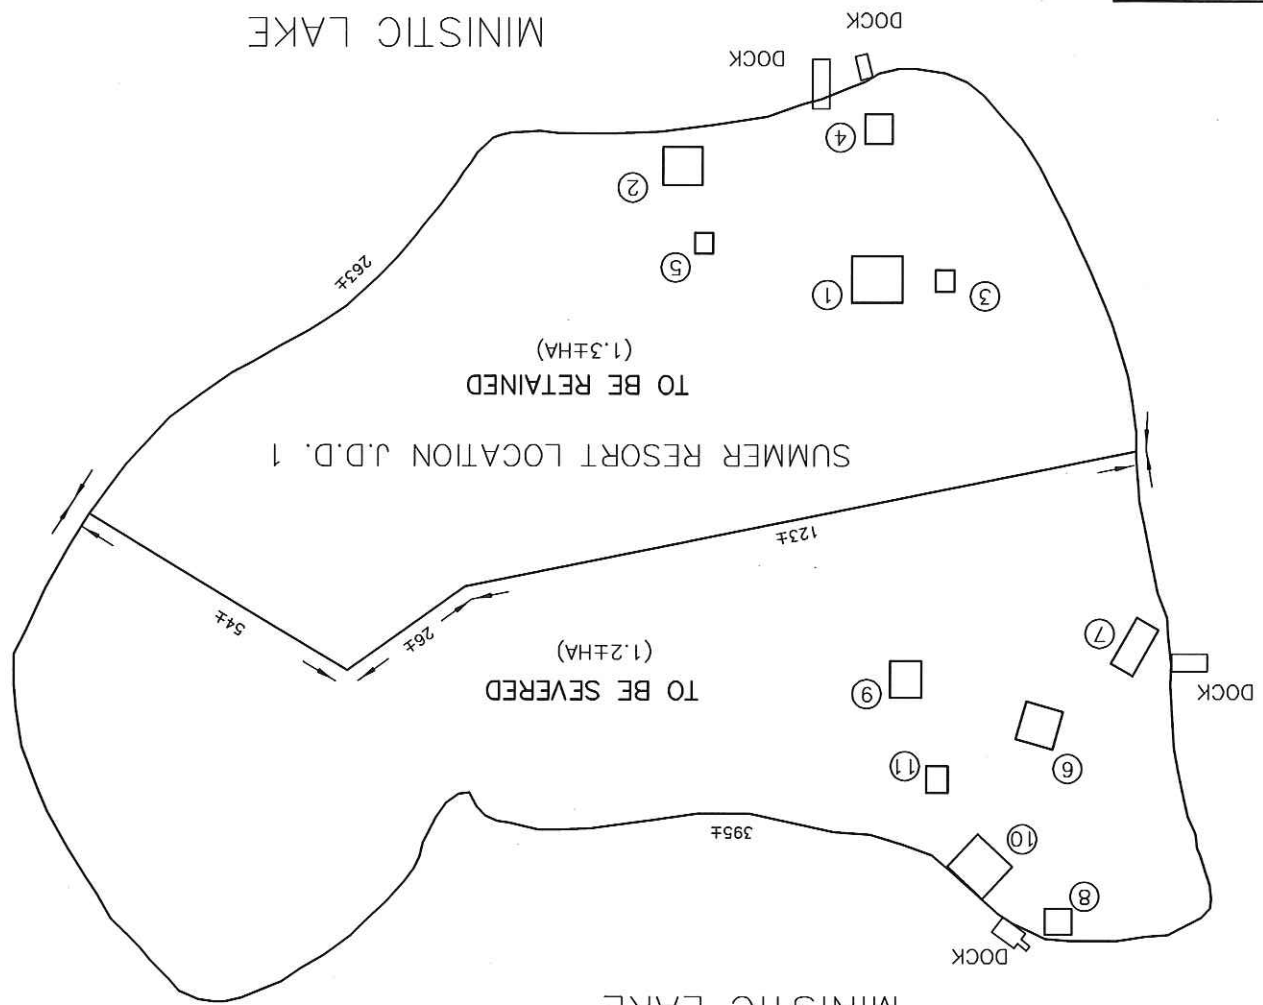 MINISTIC LAKE
DOCK
8
10
395±
11
6
9
DOCK
7
TO BE SEVERED
(1.2±HA)
26±
54±
123±
SUMMER RESORT LOCATION J.D.D. 1
TO BE RETAINED
(1.3±HA)
3
1
5
263±
2
4
DOCK
DOCK
MINISTIC LAKE